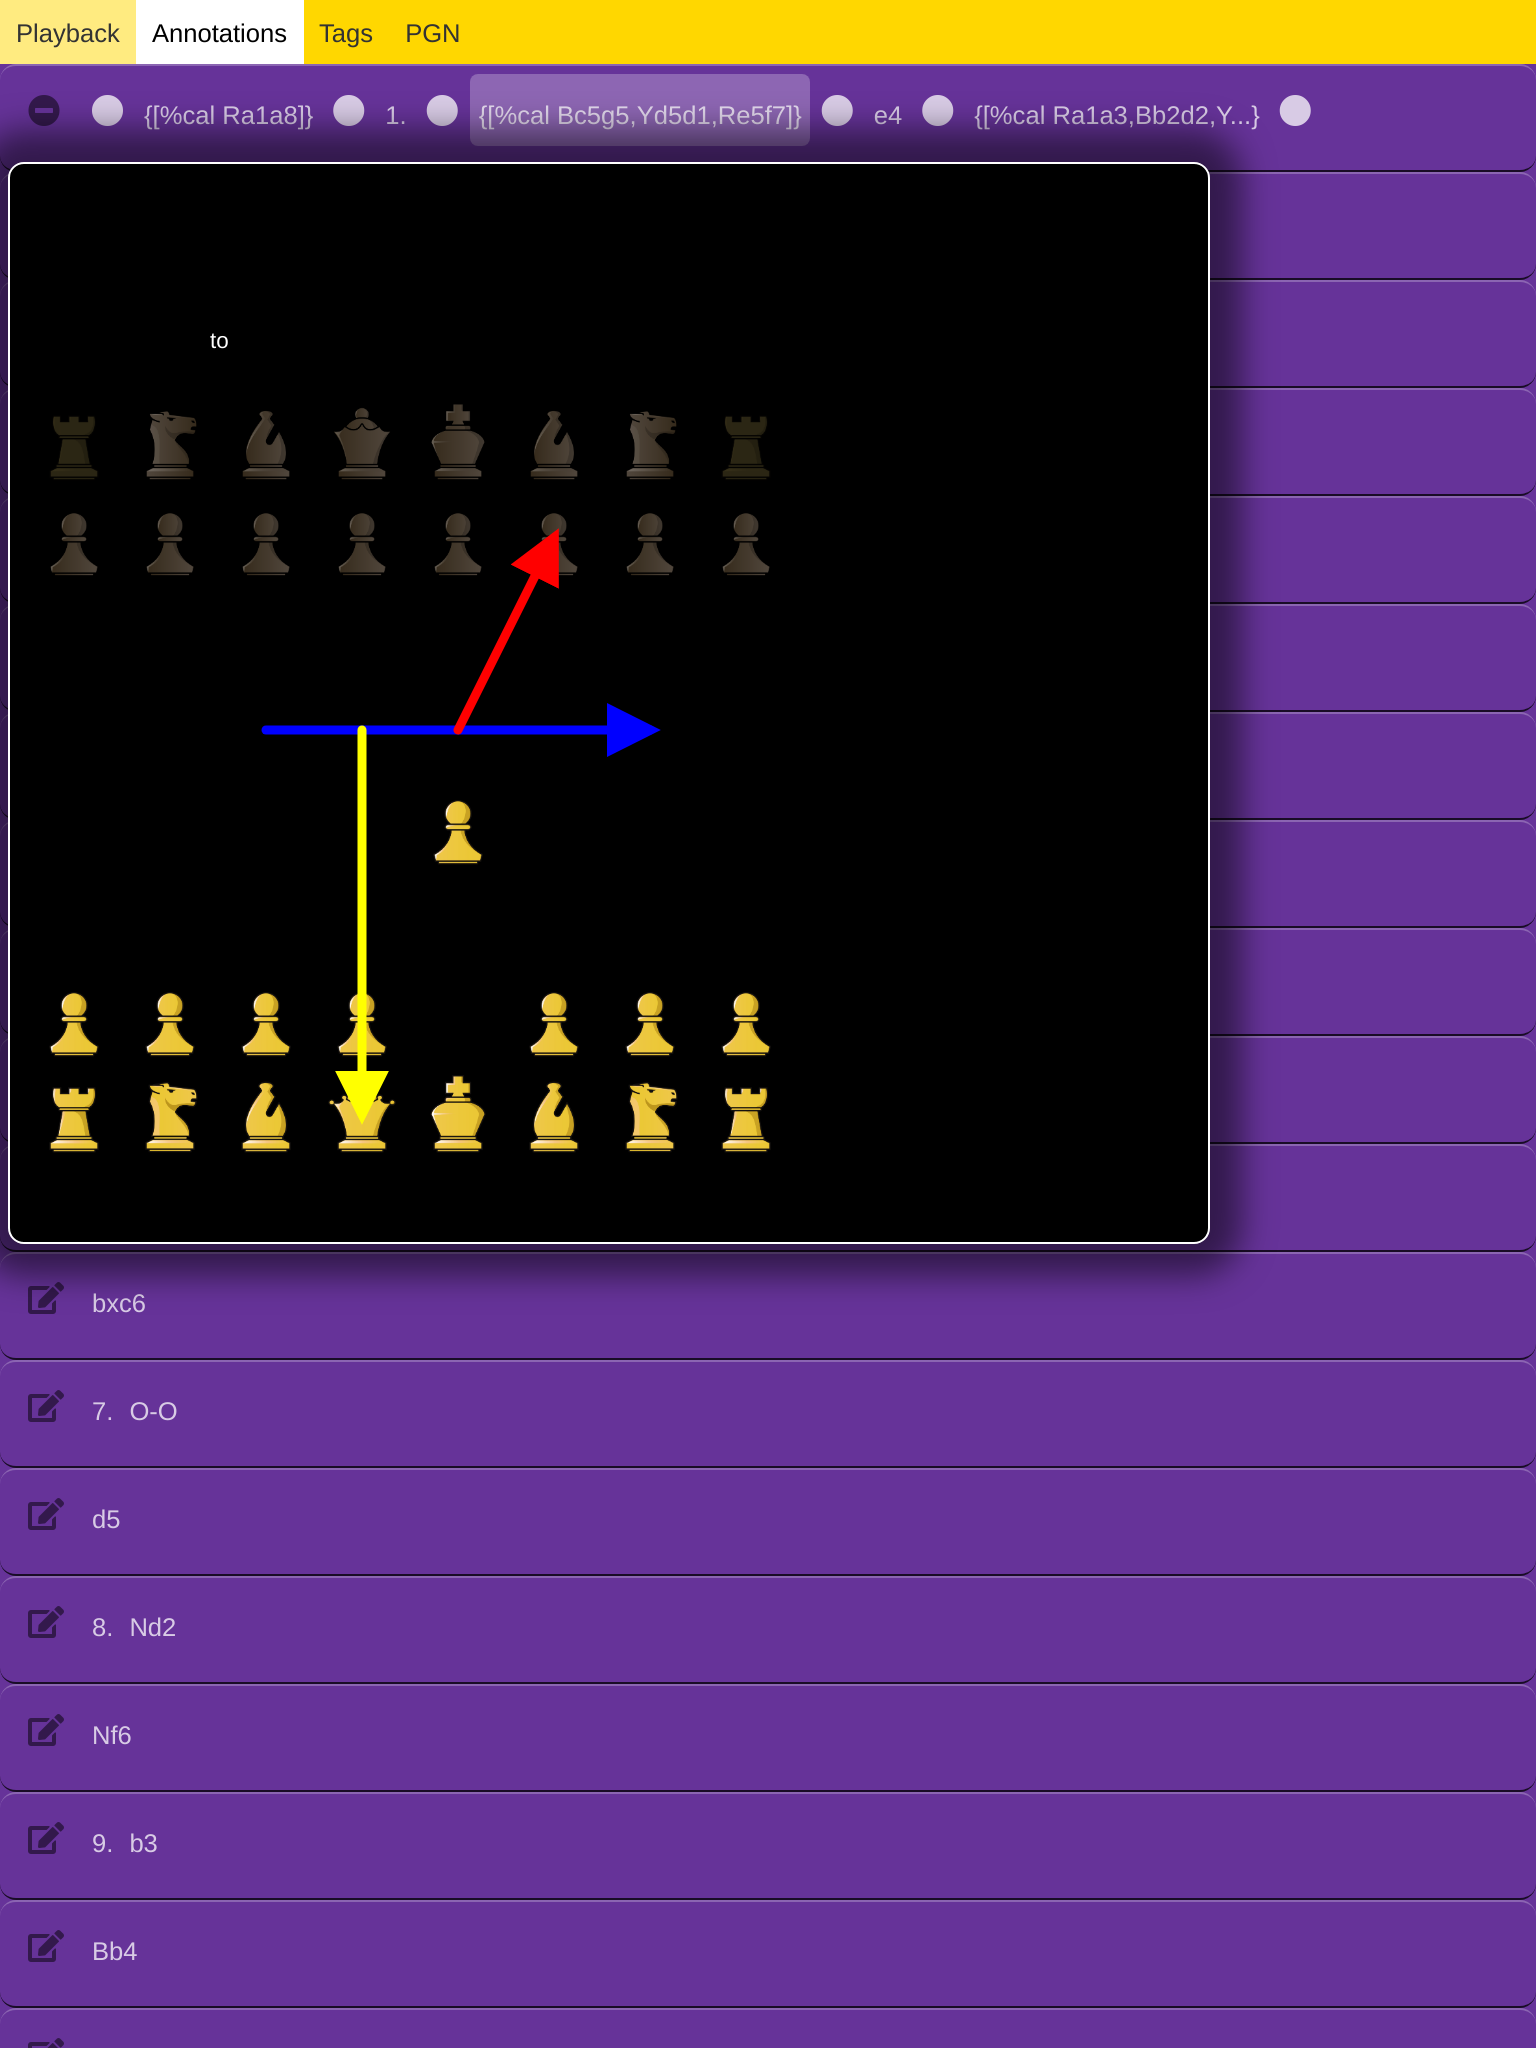 Playback Annotations Tags PGN
{[%cal Ra1a8]} 1. {[%cal Bc5g5,Yd5d1,Re5f7]} e4 {[%cal Ra1a3,Bb2d2,Y...}
to
bxc6
7. O-O
d5
8. Nd2
Nf6
9. b3
Bb4